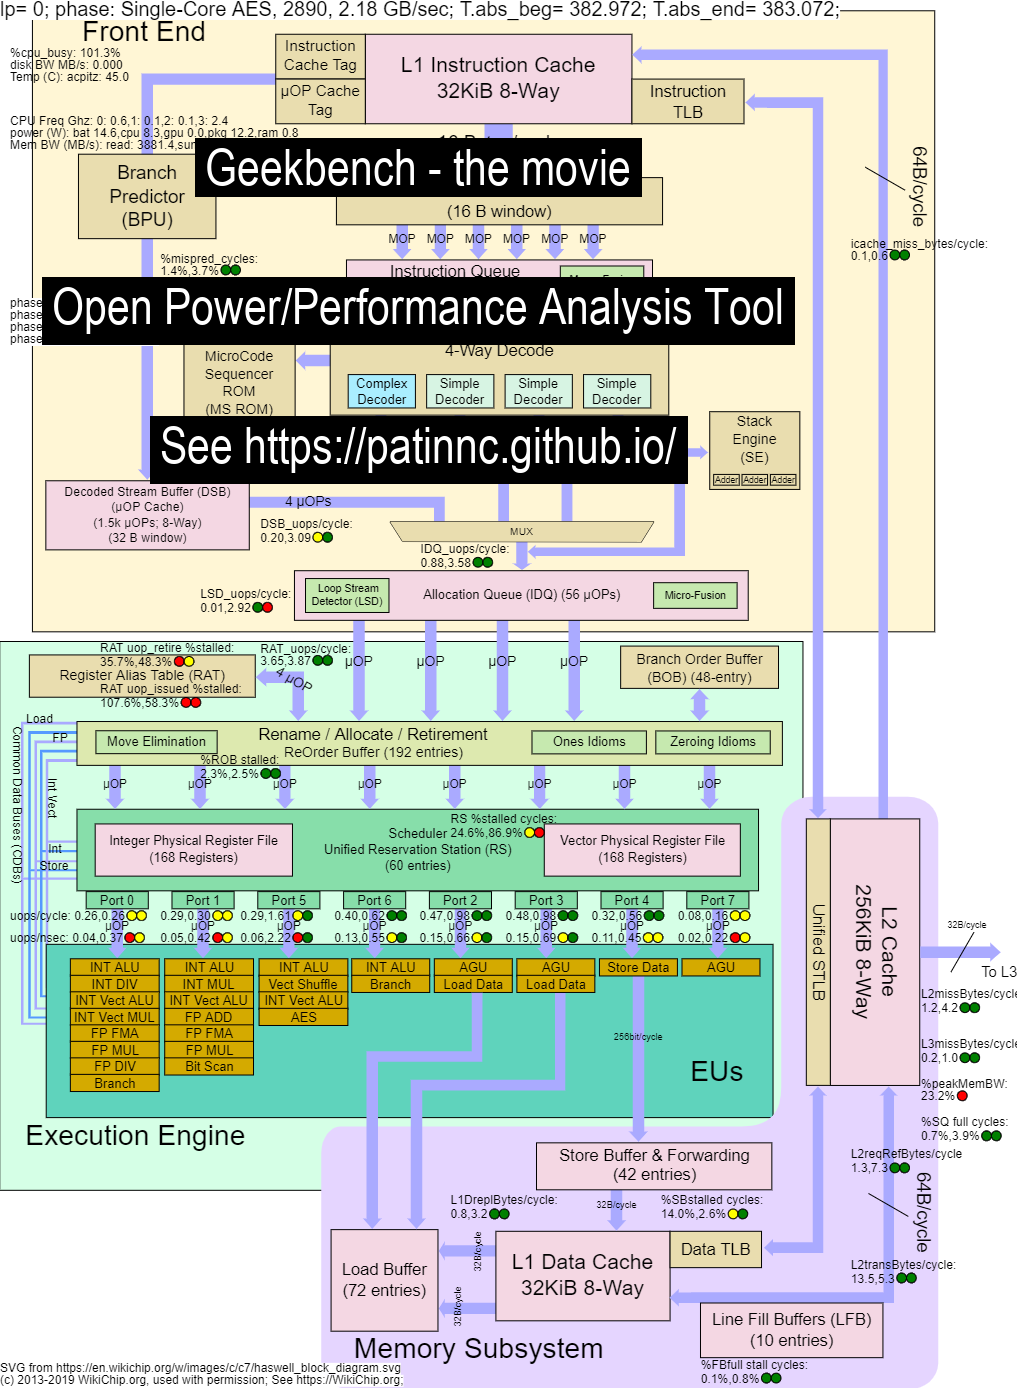 lp= 0; phase: Single-Core AES, 2890, 2.18 GB/sec; T.abs_beg= 382.972; T.abs_end= 383.072;
Front End
%cpu_busy: 101.3%
disk BW MB/s: 0.000
Temp (C): acpitz: 45.0
CPU Freq Ghz: 0: 0.6,1: 0.1,2: 0.1,3: 2.4
power (W): bat 14.6,cpu 8.3,gpu 0.0,pkg 12.2,ram 0.8
Mem BW (MB/s): read: 3881.4,
Instruction
Cache Tag
µOP Cache
Tag
L1 Instruction Cache
32KiB 8-Way
Instruction
TLB
Branch
Predictor
(BPU)
Geekbench - the movie
(16 B window)
MOP MOP MOP MOP MOP MOP
64B/cycle
icache_miss_bytes/cycle:
0.1,0.6
%mispred_cycles:
1.4%,3.7%
Instruction Queue
phase
phase
phase
phase
Open Power/Performance Analysis Tool
4-Way Decode
MicroCode
Sequencer
ROM
(MS ROM)
Complex
Decoder
Simple
Decoder
Simple
Decoder
Simple
Decoder
See https://patinnc.github.io/
Stack
Engine
(SE)
Adder Adder Adder
Decoded Stream Buffer (DSB)
(µOP Cache)
(1.5k µOPs; 8-Way)
(32 B window)
4 µOPs
DSB_uops/cycle:
0.20,3.09
MUX
IDQ_uops/cycle:
0.88,3.58
LSD_uops/cycle:
0.01,2.92
Loop Stream
Detector (LSD)
Allocation Queue (IDQ) (56 µOPs)
Micro-Fusion
RAT uop_retire %stalled:
35.7%,48.3%
Register Alias Table (RAT)
RAT uop_issued %stalled:
107.6%,58.3%
RAT_uops/cycle:
3.65,3.87
4 µOP
µOP µOP µOP µOP
Branch Order Buffer
(BOB) (48-entry)
Load
FP
Common Data Buses (CDBs)
Int Vect
Int
Store
Move Elimination
Rename / Allocate / Retirement
ReOrder Buffer (192 entries)
Ones Idioms
Zeroing Idioms
%ROB stalled:
2.3%,2.5%
µOP µOP µOP µOP µOP µOP µOP µOP
Integer Physical Register File
(168 Registers)
RS %stalled cycles:
Scheduler 24.6%,86.9%
Unified Reservation Station (RS)
(60 entries)
Vector Physical Register File
(168 Registers)
Port 0 Port 1 Port 5 Port 6 Port 2 Port 3 Port 4 Port 7
uops/cycle: 0.26,0.26 0.29,0.30 0.29,1.61 0.40,0.62 0.47,0.98 0.48,0.98 0.32,0.56 0.08,0.16
µOP µOP µOP µOP µOP µOP µOP µOP
uops/nsec: 0.04,0.37 0.05,0.42 0.06,2.22 0.13,0.55 0.15,0.66 0.15,0.69 0.11,0.45 0.02,0.22
INT ALU
INT DIV
INT Vect ALU
INT Vect MUL
FP FMA
FP MUL
FP DIV
Branch
INT ALU
INT MUL
INT Vect ALU
FP ADD
FP FMA
FP MUL
Bit Scan
INT ALU
Vect Shuffle
INT Vect ALU
AES
INT ALU
Branch
AGU
Load Data
AGU
Load Data
Store Data
AGU
256bit/cycle
EUs
Execution Engine
Unified STLB
L2 Cache
256KiB 8-Way
32B/cycle
To L3
L2missBytes/cycle
1.2,4.2
L3missBytes/cycle
0.2,1.0
%peakMemBW:
23.2%
%SQ full cycles:
0.7%,3.9%
L2reqRefBytes/cycle
1.3,7.3
64B/cycle
Store Buffer & Forwarding
(42 entries)
L1DreplBytes/cycle:
0.8,3.2
32B/cycle
%SBstalled cycles:
14.0%,2.6%
Load Buffer
(72 entries)
32B/cycle
32B/cycle
L1 Data Cache
32KiB 8-Way
Data TLB
L2transBytes/cycle:
13.5,5.3
Line Fill Buffers (LFB)
(10 entries)
Memory Subsystem
%FBfull stall cycles:
0.1%,0.8%
SVG from https://en.wikichip.org/w/images/c/c7/haswell_block_diagram.svg
(c) 2013-2019 WikiChip.org, used with permission; See https://WikiChip.org;